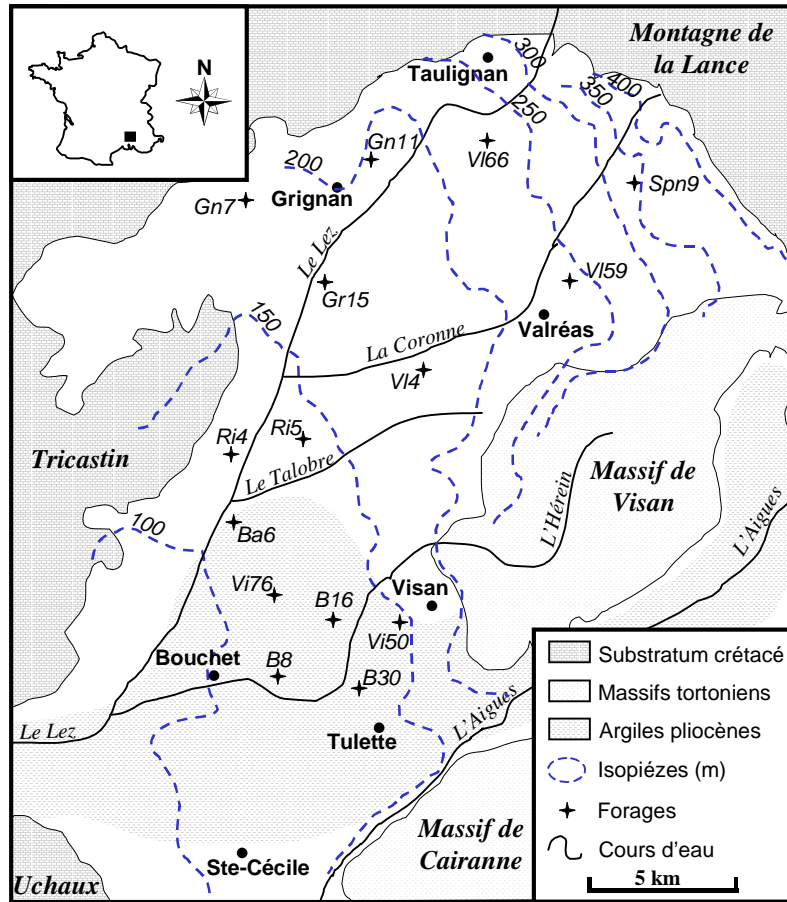 N
Montagne de
la Lance
Taulignan
300
250
350
400
200
Gn11
Vl66
Spn9
Grignan
Gn7
Le Lez
Gr15
Vl59
Valréas
150
La Coronne
Vl4
Ri4
Ri5
Tricastin
Le Talobre
Massif de
Visan
L'Hérein
L'Aigues
100
Ba6
Vi76
B16
Visan
Vi50
Bouchet
B8
B30
Le Lez
Tulette
L'Aigues
Massif de
Cairanne
Ste-Cécile
Uchaux
Substratum crétacé
Massifs tortoniens
Argiles pliocènes
Isopièzes (m)
Forages
Cours d'eau
5 km